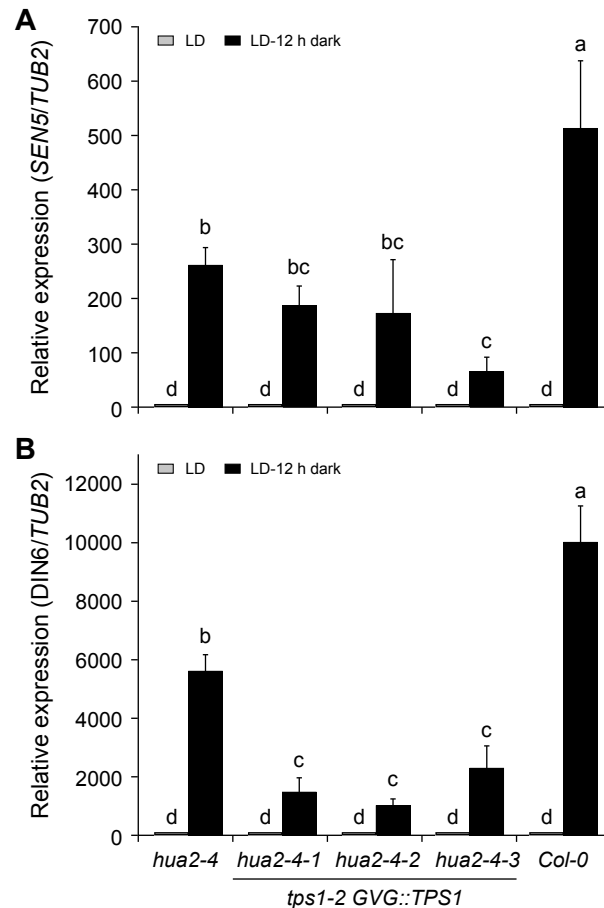 A
LD LD-12 h dark
Relative expression (SEN5/TUB2)
700
600
500
400
300
200
100
0
d b d bc d bc d c d a
B
LD LD-12 h dark
Relative expression (DIN6/TUB2)
12000
10000
8000
6000
4000
2000
0
d b d c d c d c d a
hua2-4 hua2-4-1 hua2-4-2 hua2-4-3 Col-0
tps1-2 GVG::TPS1